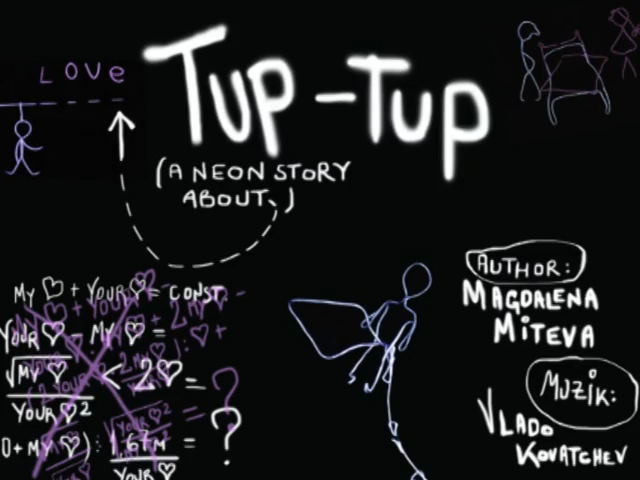 LOVe
TUP-TUP
(A NEON STORY
ABOUT..)
AUTHOR:
MAGDALENA
MiTEVA
MUZiK:
VLADO
KOVATCHEV
MY ♡ + YOUR ♡ = CONST.
YOUR ♡ - MY ♡ =
√MY ♡ < 2♡ =
YOUR ♡ 2
+ MY ♡): 1,67M = ?
YOUR ♡